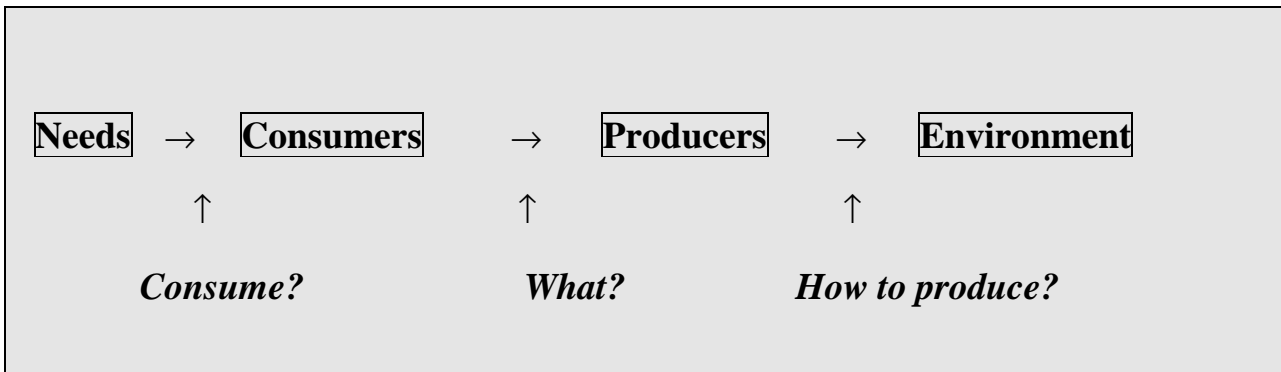 Needs → Consumers → Producers → Environment
↑ ↑ ↑
Consume? What? How to produce?